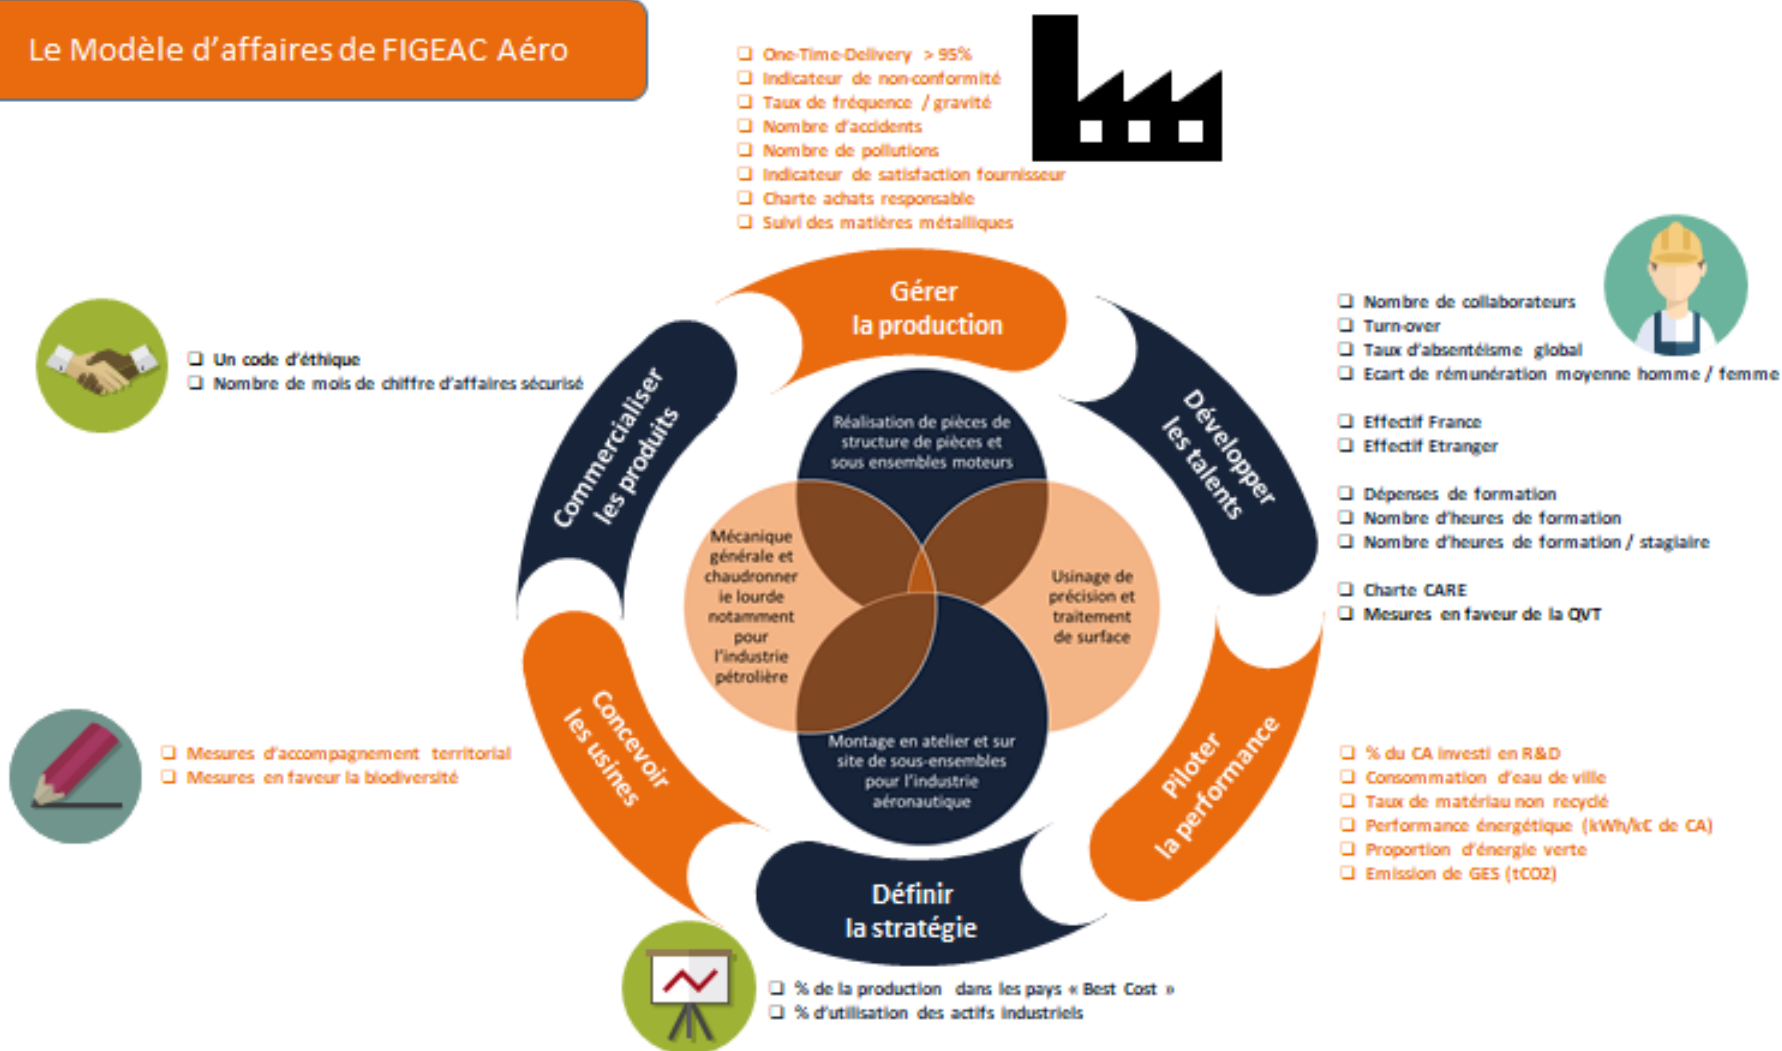 Le Modèle d'affaires de FIGEAC Aéro
One-Time-Delivery > 95%
Indicateur de non-conformité
Taux de fréquence / gravité
Nombre d'accidents
Nombre de pollutions
Indicateur de satisfaction fournisseur
Charte achats responsable
Suivi des matières métalliques
Gérer
la production
Développer
les talents
Nombre de collaborateurs
Turn-over
Taux d'absentéisme global
Ecart de rémunération moyenne homme / femme
Effectif France
Effectif Etranger
Dépenses de formation
Nombre d'heures de formation
Nombre d'heures de formation / stagiaire
Charte CARE
Mesures en faveur de la QVT
Un code d'éthique
Nombre de mois de chiffre d'affaires sécurisé
Commercialiser
les produits
Réalisation de pièces de
structure de pièces et
sous ensembles moteurs
Mécanique
générale et
chaudronner
ie lourde
notamment
pour
l'industrie
pétrolière
Usinage de
précision et
traitement
de surface
Montage en atelier et sur
site de sous-ensembles
pour l'industrie
aéronautique
Concevoir
les usines
Mesures d'accompagnement territorial
Mesures en faveur la biodiversité
Piloter
la performance
% du CA investi en R&D
Consommation d'eau de ville
Taux de matériau non recyclé
Performance énergétique (kWh/k€ de CA)
Proportion d'énergie verte
Emission de GES (tCO2)
Définir
la stratégie
% de la production dans les pays « Best Cost »
% d'utilisation des actifs industriels